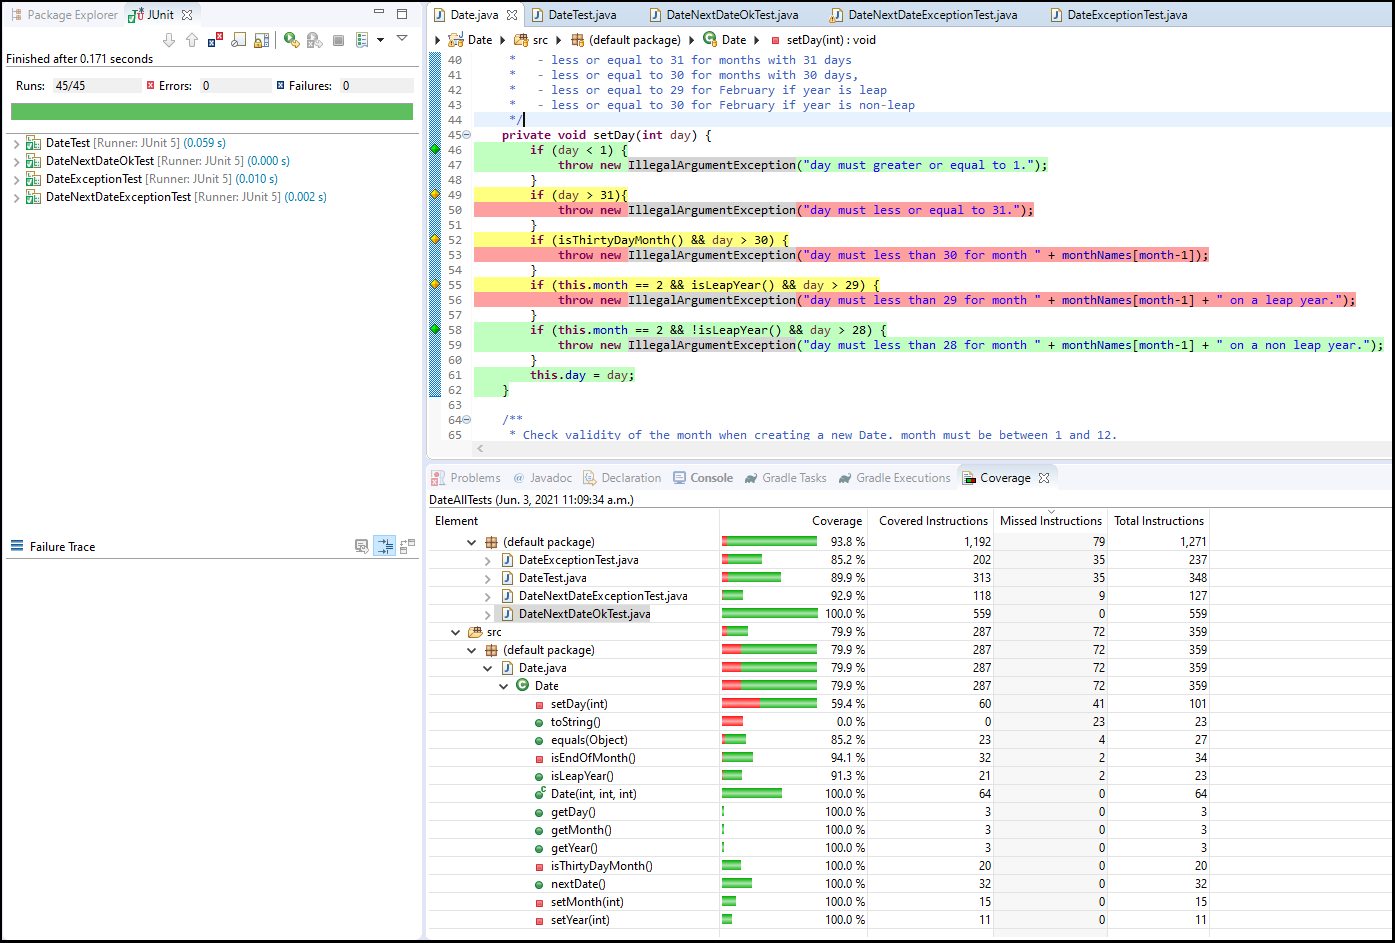 Package Explorer JUnit
Finished after 0.171 seconds
Runs: 45/45 Errors: 0 Failures: 0
DateTest [Runner: JUnit 5] (0.059 s)
DateNextDateOkTest [Runner: JUnit 5] (0.000 s)
DateExceptionTest [Runner: JUnit 5] (0.010 s)
DateNextDateExceptionTest [Runner: JUnit 5] (0.002 s)
Failure Trace
Date.java DateTest.java DateNextDateOkTest.java DateNextDateExceptionTest.java DateExceptionTest.java
Date src (default package) Date setDay(int) : void
40 * - less or equal to 31 for months with 31 days
41 * - less or equal to 30 for months with 30 days,
42 * - less or equal to 29 for February if year is leap
43 * - less or equal to 30 for February if year is non-leap
44 */
45 private void setDay(int day) {
46 if (day < 1) {
47 throw new IllegalArgumentException("day must greater or equal to 1.");
48 }
49 if (day > 31){
50 throw new IllegalArgumentException("day must less or equal to 31.");
51 }
52 if (isThirtyDayMonth() && day > 30) {
53 throw new IllegalArgumentException("day must less than 30 for month " + monthNames[month-1]);
54 }
55 if (this.month == 2 && isLeapYear() && day > 29) {
56 throw new IllegalArgumentException("day must less than 29 for month " + monthNames[month-1] + " on a leap year.");
57 }
58 if (this.month == 2 && !isLeapYear() && day > 28) {
59 throw new IllegalArgumentException("day must less than 28 for month " + monthNames[month-1] + " on a non leap year.");
60 }
61 this.day = day;
62 }
63
64 /**
65 * Check validity of the month when creating a new Date. month must be between 1 and 12.
Problems Javadoc Declaration Console Gradle Tasks Gradle Executions Coverage
DateAllTests (Jun. 3, 2021 11:09:34 a.m.)
Element Coverage Covered Instructions Missed Instructions Total Instructions
(default package) 93.8 % 1,192 79 1,271
DateExceptionTest.java 85.2 % 202 35 237
DateTest.java 89.9 % 313 35 348
DateNextDateExceptionTest.java 92.9 % 118 9 127
DateNextDateOkTest.java 100.0 % 559 0 559
src 79.9 % 287 72 359
(default package) 79.9 % 287 72 359
Date.java 79.9 % 287 72 359
Date 79.9 % 287 72 359
setDay(int) 59.4 % 60 41 101
toString() 0.0 % 0 23 23
equals(Object) 85.2 % 23 4 27
isEndOfMonth() 94.1 % 32 2 34
isLeapYear() 91.3 % 21 2 23
Date(int, int, int) 100.0 % 64 0 64
getDay() 100.0 % 3 0 3
getMonth() 100.0 % 3 0 3
getYear() 100.0 % 3 0 3
isThirtyDayMonth() 100.0 % 20 0 20
nextDate() 100.0 % 32 0 32
setMonth(int) 100.0 % 15 0 15
setYear(int) 100.0 % 11 0 11